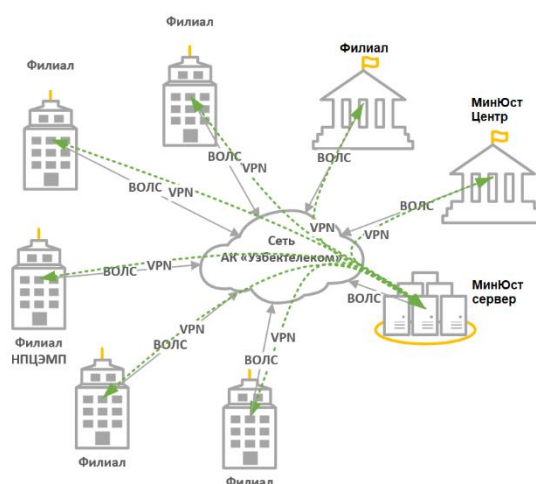 Филиал
Филиал
Филиал
МинЮст
Центр
ВОЛС
VPN
ВОЛС
VPN
ВОЛС
VPN
ВОЛС
VPN
Сеть
АК «Узбектелеком»
ВОЛС
VPN
ВОЛС
МинЮст
сервер
Филиал
НПЦЭМП
VPN
ВОЛС
ВОЛС
VPN
Филиал
Филиал